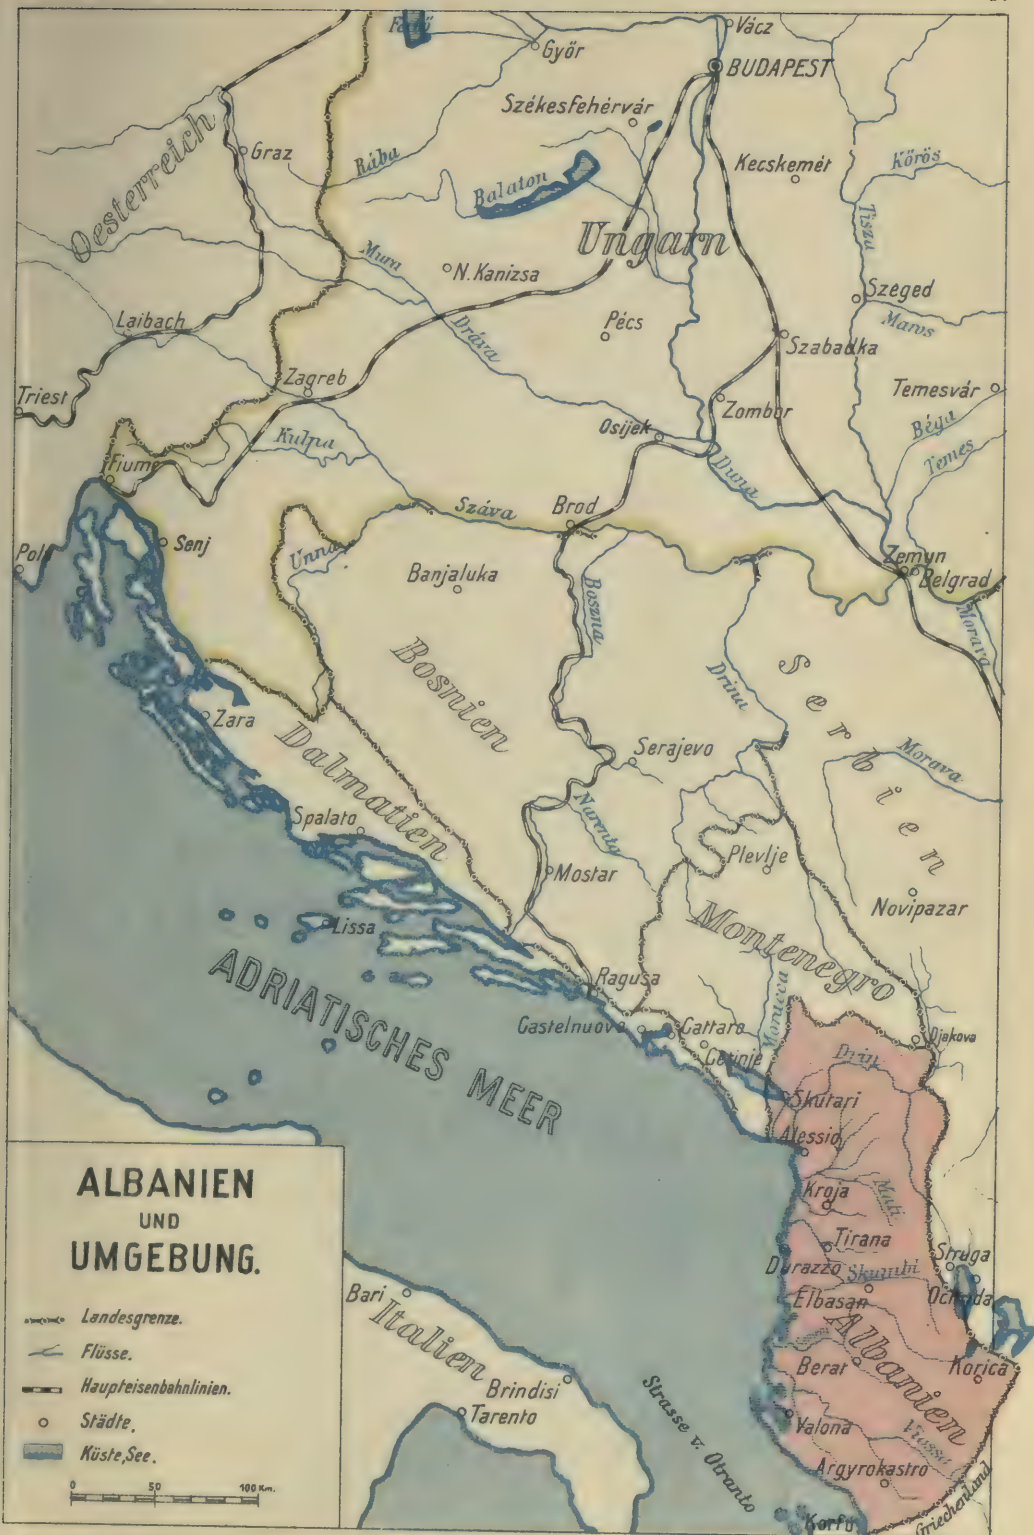 Fertő
Vácz
Győr
BUDAPEST
Székesfehérvár
Graz
Rába
Kecskemét
Körös
Oesterreich
Balaton
Tisza
Ungarn
Mura
N. Kanizsa
Szeged
Laibach
Dráva
Pécs
Maros
Szabadka
Zagreb
Triest
Temesvár
Zombor
Osijek
Béga
Kulpa
Temes
Fiume
Duna
Száva
Brod
Senj
Unna
Pola
Zemyn
Banjaluka
Belgrad
Boszna
Morava
Bosnien
Drina
Serbien
Zara
Dalmatien
Serajevo
Morava
Spalato
Narenta
Plevlje
Mostar
Novipazar
Lissa
Montenegro
ADRIATISCHES MEER
Ragusa
Moracca
Castelnuovo
Cattaro
Djakova
Cetinje
Drin
Skutari
Alessio
ALBANIEN
UND
UMGEBUNG.
Kroja
Mati
Tirana
Struga
Durazzo
Skumbi
Elbasan
Ochrida
Bari
Italien
Albanien
Landesgrenze.
Flüsse.
Berat
Korica
Haupteisenbahnlinien.
Brindisi
Tarento
Städte.
Valona
Strasse v. Otranto
Viossa
Küste, See.
Argyrokastro
0 100 Km.
Korfu
Griechenland